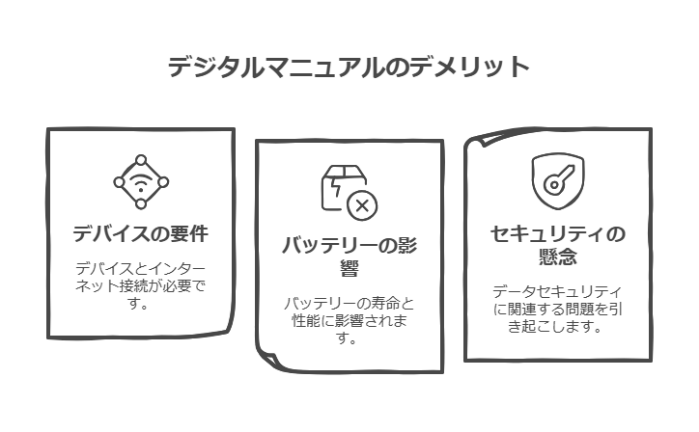 デジタルマニュアルのデメリット
デバイスの要件
デバイスとインター
ネット接続が必要で
す。
バッテリーの影
響
バッテリーの寿命と
性能に影響されま
す。
セキュリティの
懸念
データセキュリティ
に関連する問題を引
き起こします。